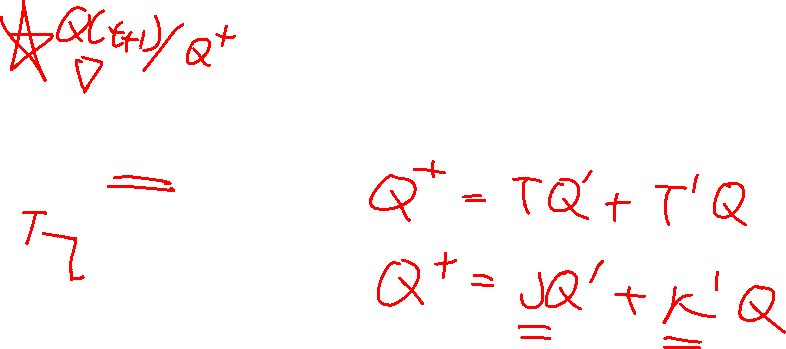 Q(t+1)/Q⁺
Q⁺ = TQ' + T'Q
T
Q⁺ = JQ' + K'Q